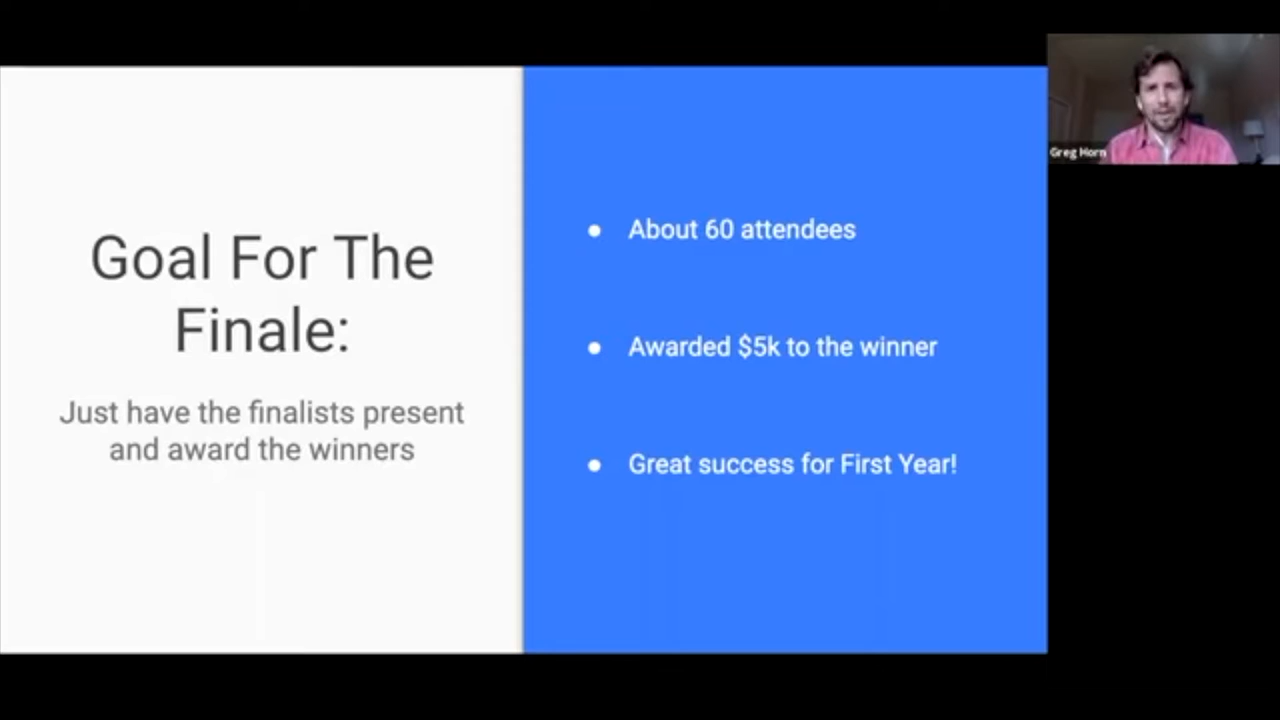 Goal For The
Finale:
Just have the finalists present
and award the winners
● About 60 attendees
● Awarded $5k to the winner
● Great success for First Year!
Greg Horn